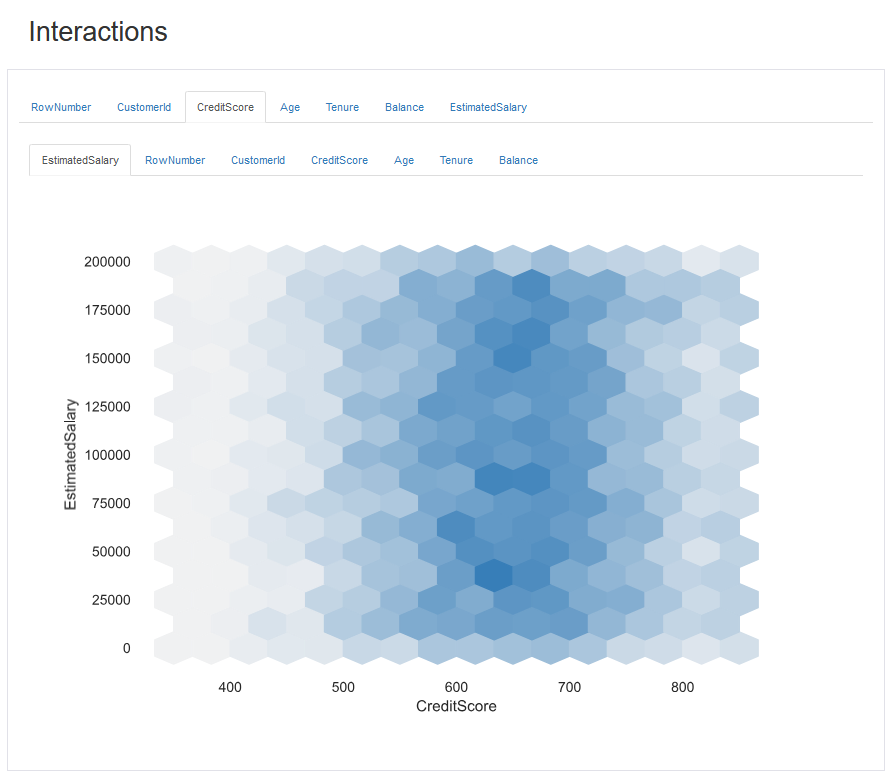 Interactions
RowNumber CustomerId CreditScore Age Tenure Balance EstimatedSalary
EstimatedSalary RowNumber CustomerId CreditScore Age Tenure Balance
200000
175000
150000
125000
100000
75000
50000
25000
0
EstimatedSalary
400 500 600 700 800
CreditScore